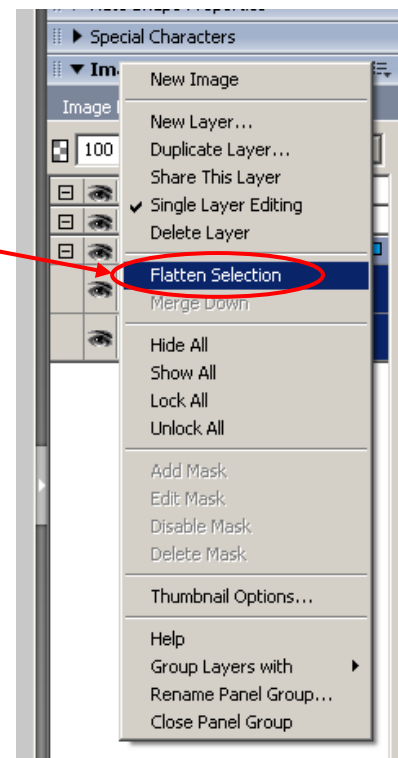 Special Characters
New Image
Image
New Layer...
100
Duplicate Layer...
Share This Layer
Single Layer Editing
Delete Layer
Flatten Selection
Merge Down
Hide All
Show All
Lock All
Unlock All
Add Mask
Edit Mask
Disable Mask
Delete Mask
Thumbnail Options...
Help
Group Layers with
Rename Panel Group...
Close Panel Group